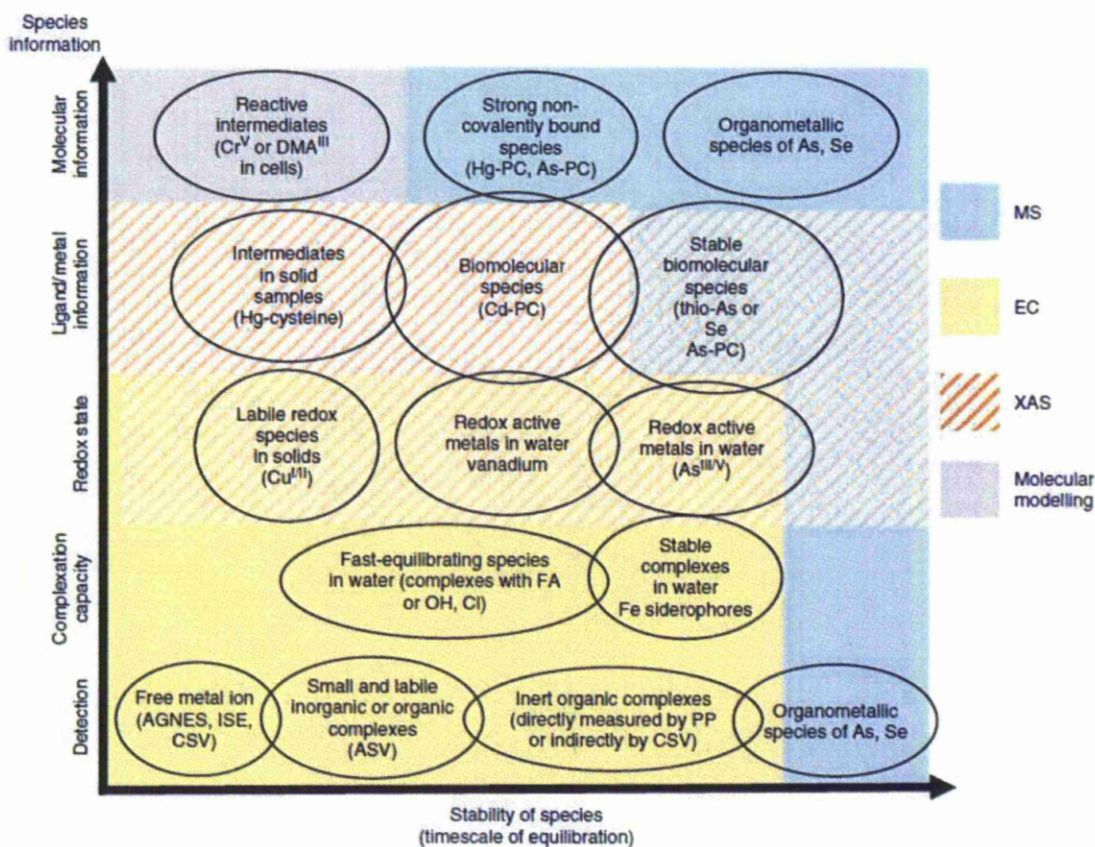 Species
information
Molecular
information
Reactive
intermediates
(CrV or DMAIII
in cells)
Strong non-
covalently bound
species
(Hg-PC, As-PC)
Organometallic
species of As, Se
Ligand/metal
information
Intermediates
in solid
samples
(Hg-cysteine)
Biomolecular
species
(Cd-PC)
Stable
biomolecular
species
(thio-As or
Se
As-PC)
Redox state
Labile redox
species
in solids
(CuI/II)
Redox active
metals in water
vanadium
Redox active
metals in water
(AsIII/V)
Complexation
capacity
Fast-equilibrating species
in water (complexes with FA
or OH, Cl)
Stable
complexes
in water
Fe siderophores
Detection
Free metal ion
(AGNES, ISE,
CSV)
Small and labile
inorganic or organic
complexes
(ASV)
Inert organic complexes
(directly measured by PP
or indirectly by CSV)
Organometallic
species of As, Se
Stability of species
(timescale of equilibration)
MS
EC
XAS
Molecular
modelling